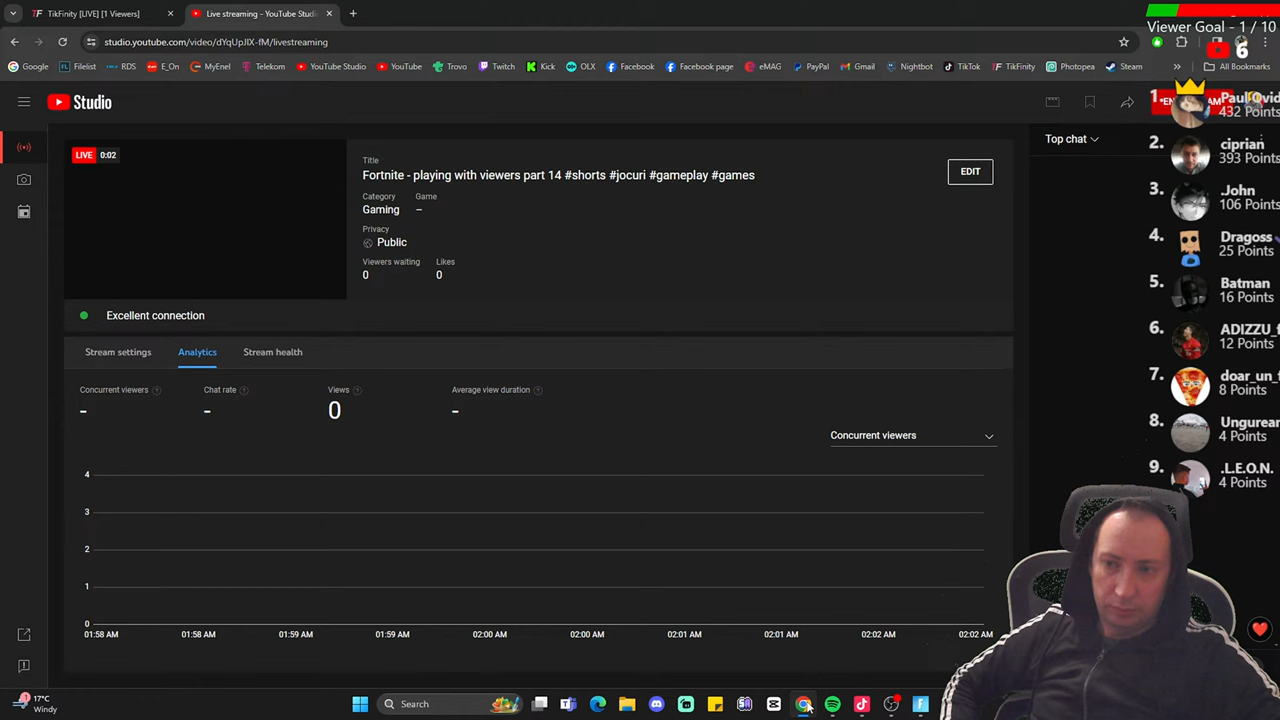 TikFinity [LIVE] [1 Viewers]
Live streaming - YouTube Studio
studio.youtube.com/video/dYqUpJIX-fM/livestreaming
Viewer Goal - 1 / 10
6
Google
Filelist
RDS
E_On
MyEnel
Telekom
YouTube Studio
YouTube
Trovo
Twitch
Kick
OLX
Facebook
Facebook page
eMAG
PayPal
Gmail
Nightbot
TikTok
TikFinity
Photopea
Steam
All Bookmarks
Studio
LIVE 0:02
Title
Fortnite - playing with viewers part 14 #shorts #jocuri #gameplay #games
EDIT
Category Game
Gaming –
Privacy
Public
Viewers waiting Likes
0 0
Excellent connection
Stream settings Analytics Stream health
Concurrent viewers Chat rate Views Average view duration
- - 0 -
Concurrent viewers
4
3
2
1
0
01:58 AM 01:58 AM 01:59 AM 01:59 AM 02:00 AM 02:00 AM 02:01 AM 02:01 AM 02:02 AM 02:02 AM
Top chat
1.
432 Points
2. ciprian
393 Points
3. .John
106 Points
4. Dragoss
25 Points
5. Batman
16 Points
6. ADIZZU_
12 Points
7. doar_un_
8 Points
8. Ungurean
4 Points
9. .L.E.O.N.
4 Points
1
17°C
Windy
Search